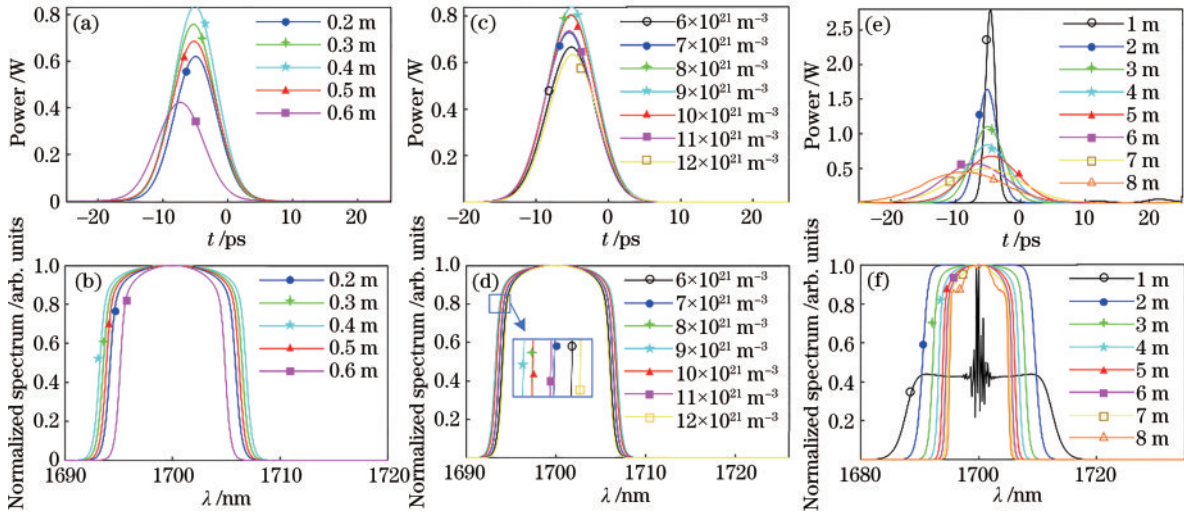 (a)
0.2 m
0.3 m
0.4 m
0.5 m
0.6 m
Power /W
0.8
0.6
0.4
0.2
0
−20 −10 0 10 20
t /ps
(c)
6×10²¹ m⁻³
7×10²¹ m⁻³
8×10²¹ m⁻³
9×10²¹ m⁻³
10×10²¹ m⁻³
11×10²¹ m⁻³
12×10²¹ m⁻³
Power /W
0.8
0.6
0.4
0.2
0
−20 −10 0 10 20
t /ps
(e)
1 m
2 m
3 m
4 m
5 m
6 m
7 m
8 m
Power /W
2.5
2.0
1.5
1.0
0.5
−20 −10 0 10 20
t /ps
(b)
0.2 m
0.3 m
0.4 m
0.5 m
0.6 m
Normalized spectrum /arb. units
1.0
0.8
0.6
0.4
0.2
0
1690 1700 1710 1720
λ /nm
(d)
6×10²¹ m⁻³
7×10²¹ m⁻³
8×10²¹ m⁻³
9×10²¹ m⁻³
10×10²¹ m⁻³
11×10²¹ m⁻³
12×10²¹ m⁻³
Normalized spectrum /arb. units
1.0
0.8
0.6
0.4
0.2
0
1690 1700 1710 1720
λ /nm
(f)
1 m
2 m
3 m
4 m
5 m
6 m
7 m
8 m
Normalized spectrum /arb. units
1.0
0.8
0.6
0.4
0.2
0
1680 1700 1720
λ /nm